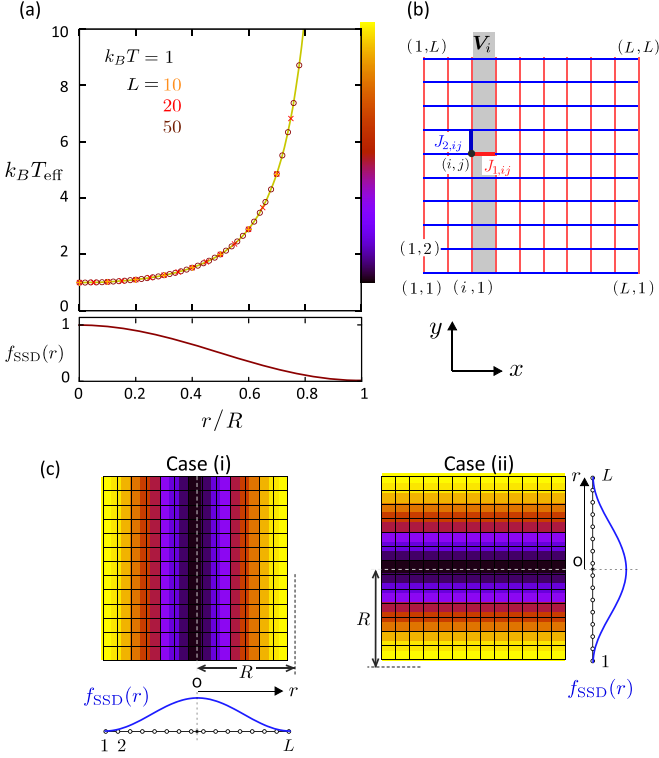 (a)
10
k_BT = 1
L = 10
20
50
8
6
k_BT_eff
4
2
0
1
f_SSD(r)
0
0 0.2 0.4 0.6 0.8 1
r/R
(b)
V_i
(1,L) (L,L)
J_2,ij
(i,j) J_1,ij
(1,2)
(1,1) (i,1) (L,1)
y
x
(c)
Case (i)
R
O
f_SSD(r) r
1 2 L
Case (ii)
r L
O
R
1
f_SSD(r)